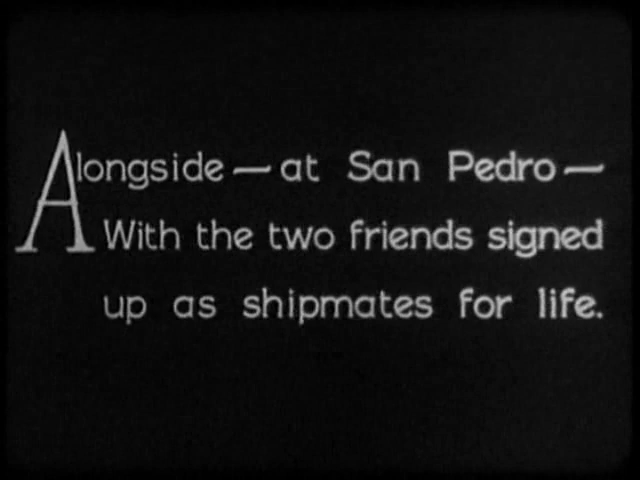 Alongside — at San Pedro —
With the two friends signed
up as shipmates for life.